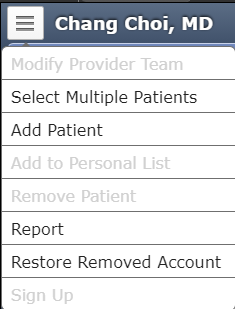 Chang Choi, MD
Modify Provider Team
Select Multiple Patients
Add Patient
Add to Personal List
Remove Patient
Report
Restore Removed Account
Sign Up